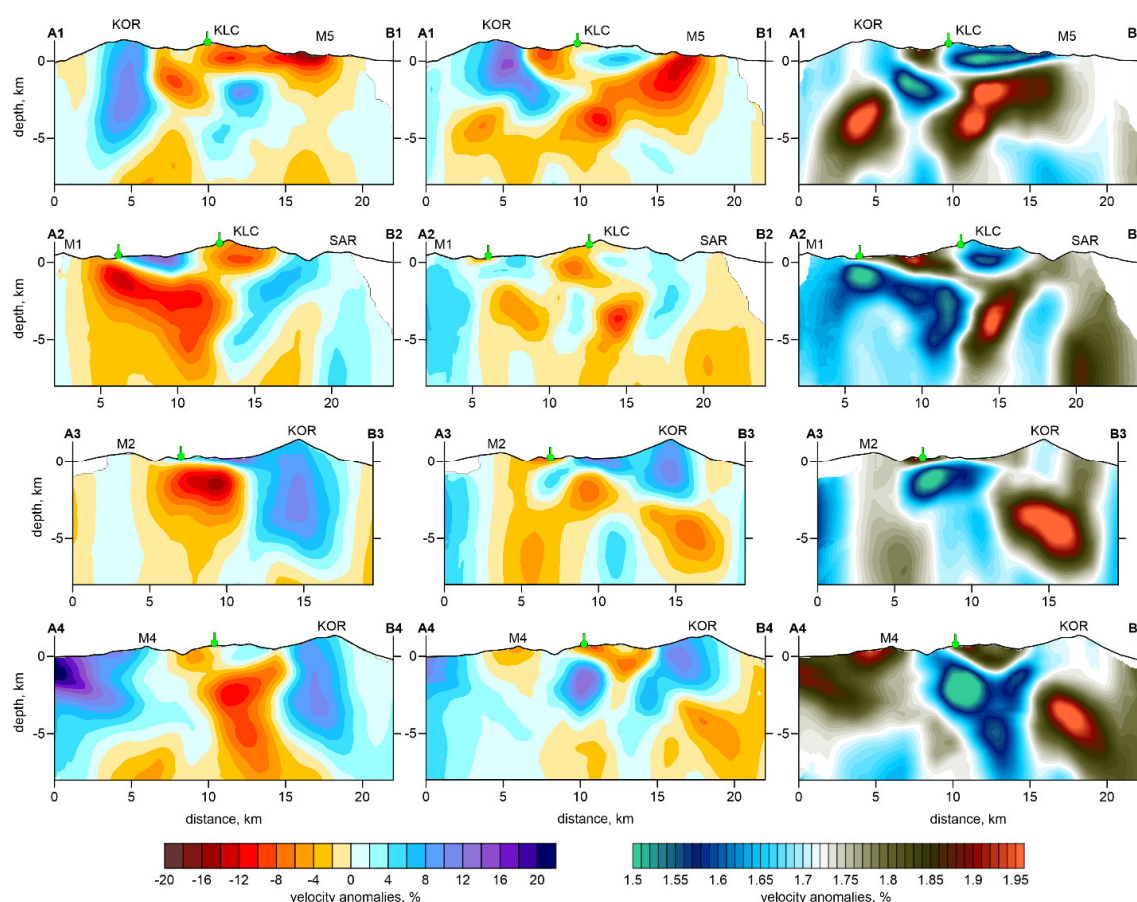 KOR KLC KOR KLC KOR KLC
A1 M5 B1 A1 M5 B1 A1 M5 B
0 0 0
depth, km
-5 -5 -5
0 5 10 15 20 0 5 10 15 20 0 5 10 15 20
A2 KLC B2 A2 KLC B2 A2 KLC B
M1 SAR M1 SAR M1 SAR
0 0 0
depth, km
-5 -5 -5
5 10 15 20 5 10 15 20 5 10 15 20
KOR KOR KOR
A3 M2 B3 A3 M2 B3 A3 M2 B3
0 0 0
depth, km
-5 -5 -5
0 5 10 15 0 5 10 15 0 5 10 15
A4 M4 KOR B4 A4 M4 KOR B4 A4 M4 KOR B
0 0 0
depth, km
-5 -5 -5
0 5 10 15 20 0 5 10 15 20 0 5 10 15 20
distance, km distance, km distance, km
-20 -16 -12 -8 -4 0 4 8 12 16 20 1.5 1.55 1.6 1.65 1.7 1.75 1.8 1.85 1.9 1.95
velocity anomalies, % velocity anomalies, %